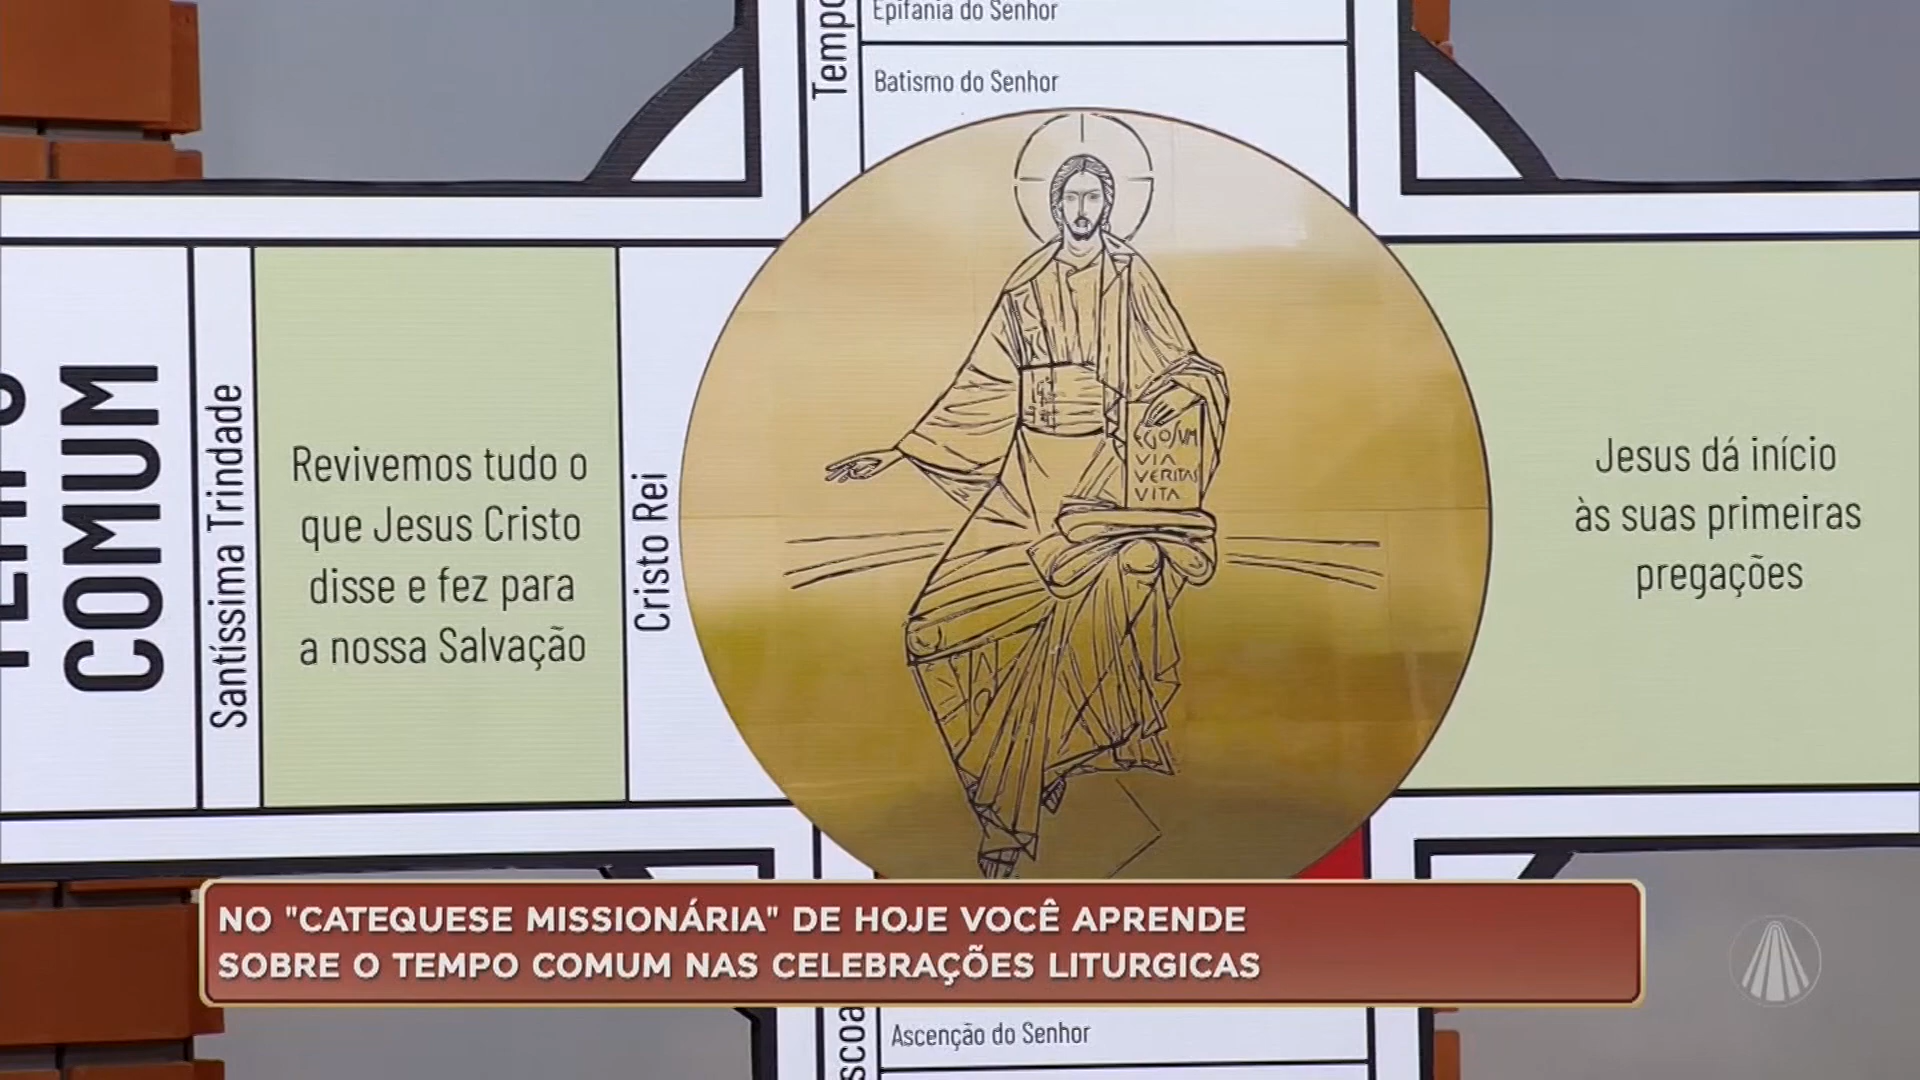 Epifania do Senhor
Batismo do Senhor
COMUM
Santíssima Trindade
Revivemos tudo o
que Jesus Cristo
disse e fez para
a nossa Salvação
Cristo Rei
EGO SVM
VIA
VERITAS
VITA
Jesus dá início
às suas primeiras
pregações
NO "CATEQUESE MISSIONÁRIA" DE HOJE VOCÊ APRENDE
SOBRE O TEMPO COMUM NAS CELEBRAÇÕES LITURGICAS
Ascenção do Senhor